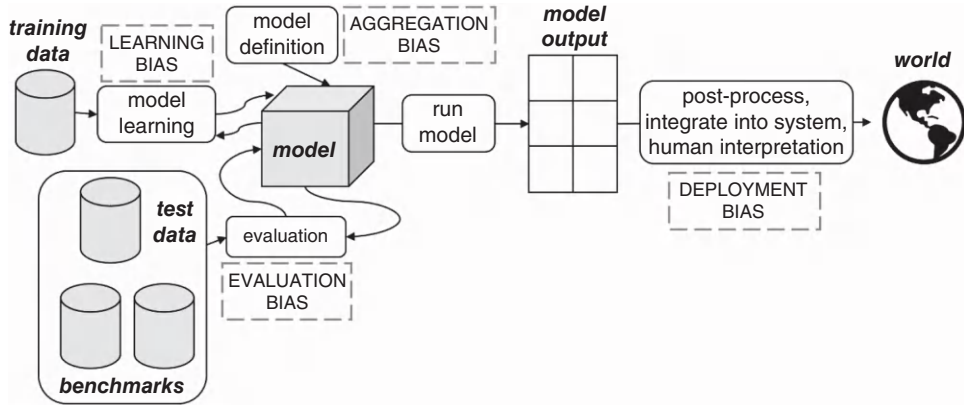 training
data
LEARNING
BIAS
model
definition
AGGREGATION
BIAS
model
output
world
model
learning
model
run
model
post-process,
integrate into system,
human interpretation
DEPLOYMENT
BIAS
test
data
evaluation
EVALUATION
BIAS
benchmarks